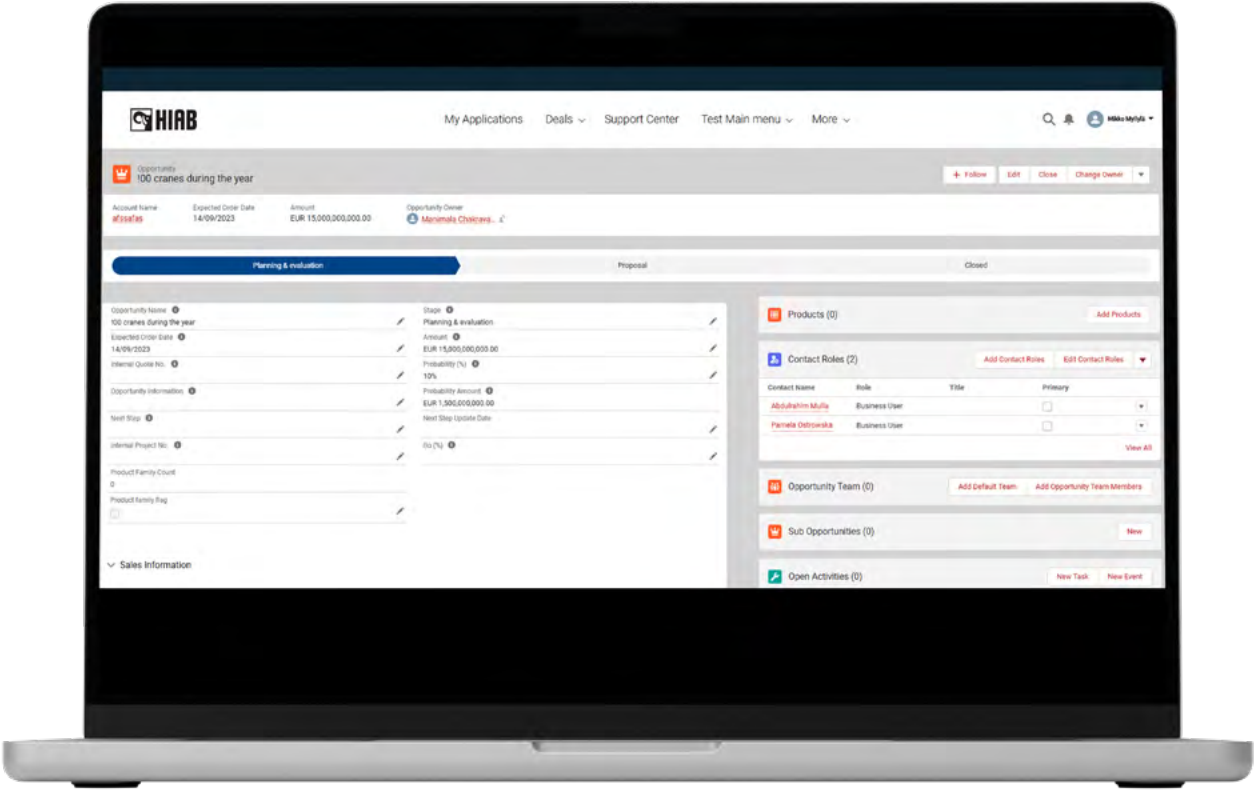 HIAB
My Applications Deals Support Center Test Main menu More
Mikko Myllylä
Opportunity
100 cranes during the year
+ Follow Edit Close Change Owner
Account Name Expected Order Date Amount Opportunity Owner
afssafas 14/09/2023 EUR 15,000,000,000.00 Manimala Chakrava...
Planning & evaluation Proposal Closed
Opportunity Name
100 cranes during the year
Expected Order Date
14/09/2023
Internal Quote No.
Opportunity Information
Next Step
Internal Project No.
Product Family Count
0
Product family flag
Sales Information
Stage
Planning & evaluation
Amount
EUR 15,000,000,000.00
Probability (%)
10%
Probability Amount
EUR 1,500,000,000.00
Next Step Update Date
Go (%)
Products (0) Add Products
Contact Roles (2) Add Contact Roles Edit Contact Roles
Contact Name Role Title Primary
Abdulrahim Mulla Business User
Pamela Ostrowska Business User
View All
Opportunity Team (0) Add Default Team Add Opportunity Team Members
Sub Opportunities (0) New
Open Activities (0) New Task New Event